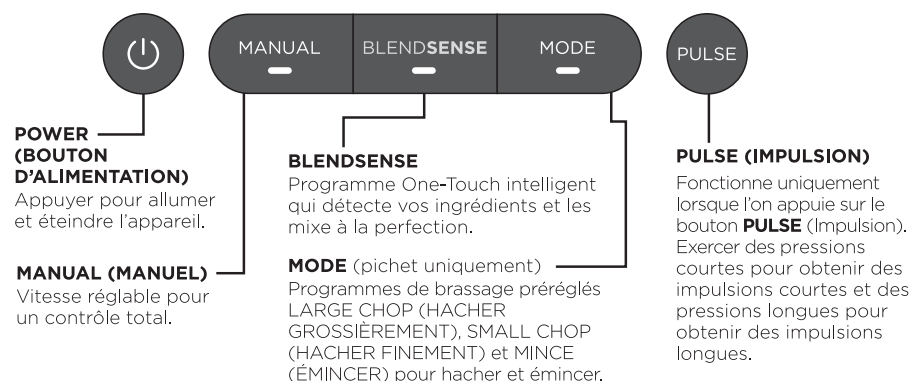 MANUAL
BLENDSENSE
MODE
PULSE
POWER
(BOUTON
D'ALIMENTATION)
Appuyer pour allumer
et éteindre l'appareil.
MANUAL (MANUEL)
Vitesse réglable pour
un contrôle total.
BLENDSENSE
Programme One-Touch intelligent
qui détecte vos ingrédients et les
mixe à la perfection.
MODE (pichet uniquement)
Programmes de brassage préréglés
LARGE CHOP (HACHER
GROSSIÈREMENT), SMALL CHOP
(HACHER FINEMENT) et MINCE
(ÉMINCER) pour hacher et émincer.
PULSE (IMPULSION)
Fonctionne uniquement
lorsque l'on appuie sur le
bouton PULSE (Impulsion).
Exercer des pressions
courtes pour obtenir des
impulsions courtes et des
pressions longues pour
obtenir des impulsions
longues.